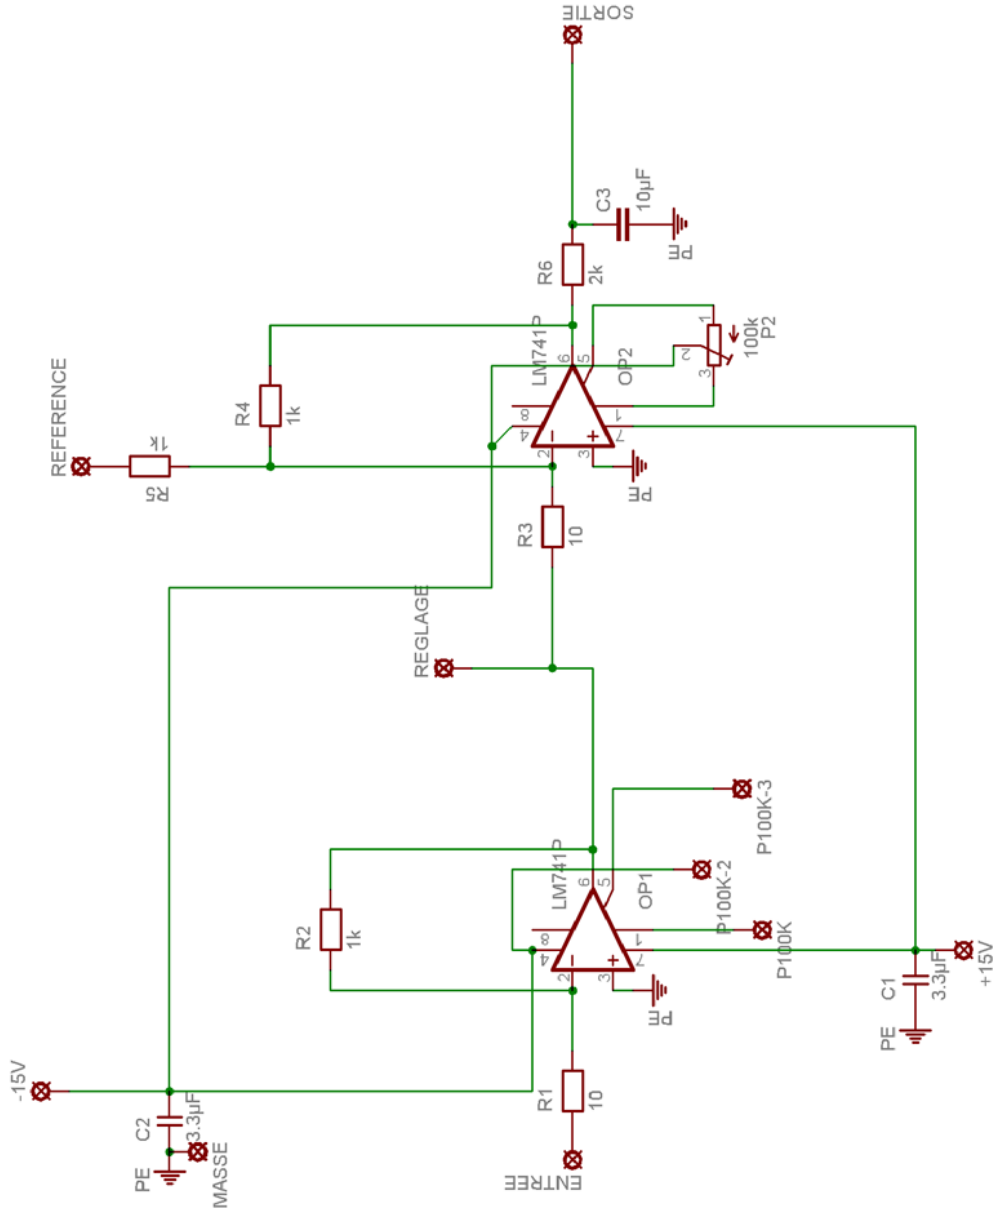 SORTIE
REFERENCE
R5
1k
R4
1k
R6
2k
C3
10µF
PE
LM741P
OP2
2
3
4
8
6
5
1
7
PE
1
2
3
100k
P2
R3
10
REGLAGE
LM741P
OP1
2
3
4
8
6
5
1
7
PE
R2
1k
P100K-3
P100K-2
P100K
R1
10
ENTREE
-15V
C2
3.3µF
PE
MASSE
C1
3.3µF
PE
+15V